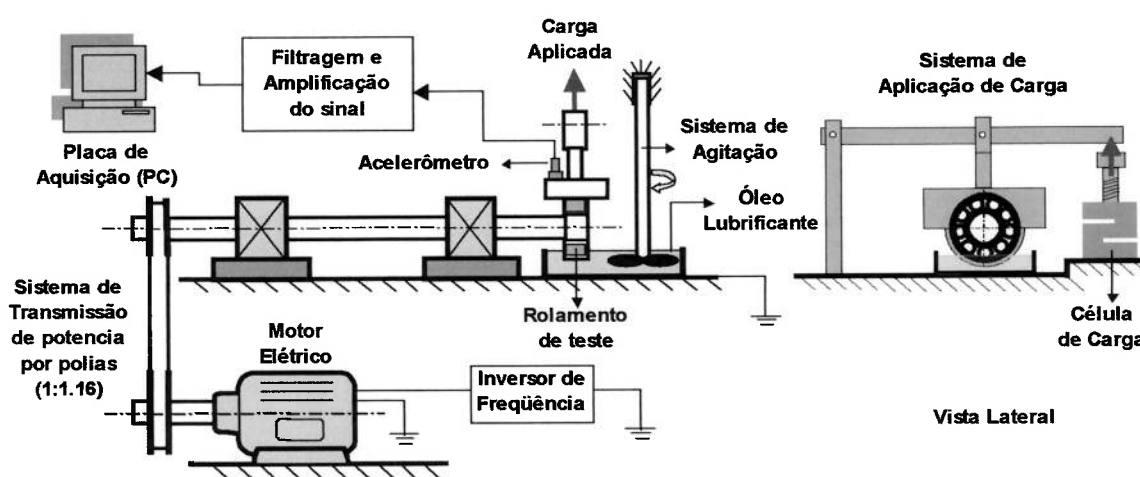 Carga
Aplicada
Filtragem e
Amplificação
do sinal
Sistema de
Aplicação de Carga
Placa de
Aquisição (PC)
Acelerômetro
Sistema de
Agitação
Óleo
Lubrificante
Sistema de
Transmissão
de potencia
por polias
(1:1.16)
Motor
Elétrico
Rolamento
de teste
Inversor de
Freqüência
Célula
de Carga
Vista Lateral